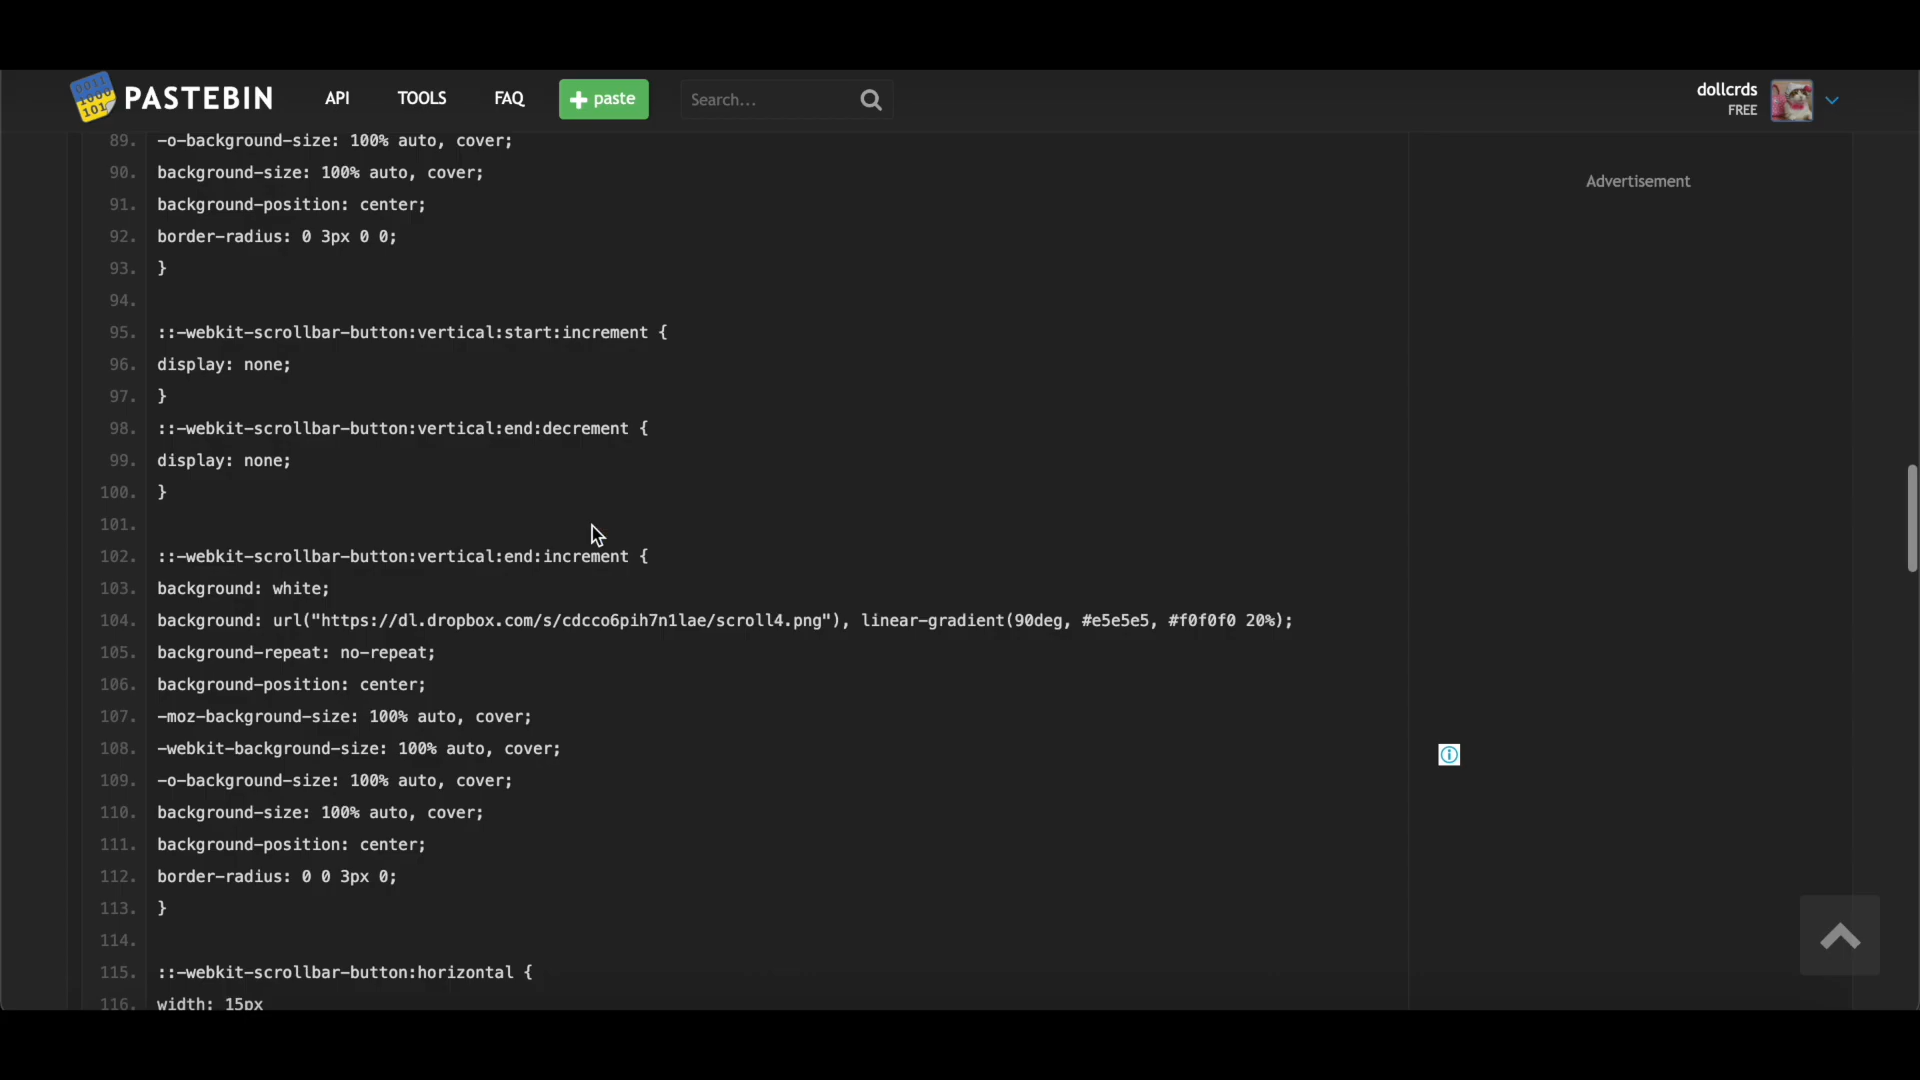 PASTEBIN API TOOLS FAQ + paste Search... dollcrds
FREE
Advertisement
89. -o-background-size: 100% auto, cover;
90. background-size: 100% auto, cover;
91. background-position: center;
92. border-radius: 0 3px 0 0;
93. }
94.
95. ::-webkit-scrollbar-button:vertical:start:increment {
96. display: none;
97. }
98. ::-webkit-scrollbar-button:vertical:end:decrement {
99. display: none;
100. }
101.
102. ::-webkit-scrollbar-button:vertical:end:increment {
103. background: white;
104. background: url("https://dl.dropbox.com/s/cdcco6pih7n1lae/scroll4.png"), linear-gradient(90deg, #e5e5e5, #f0f0f0 20%);
105. background-repeat: no-repeat;
106. background-position: center;
107. -moz-background-size: 100% auto, cover;
108. -webkit-background-size: 100% auto, cover;
109. -o-background-size: 100% auto, cover;
110. background-size: 100% auto, cover;
111. background-position: center;
112. border-radius: 0 0 3px 0;
113. }
114.
115. ::-webkit-scrollbar-button:horizontal {
116. width: 15px